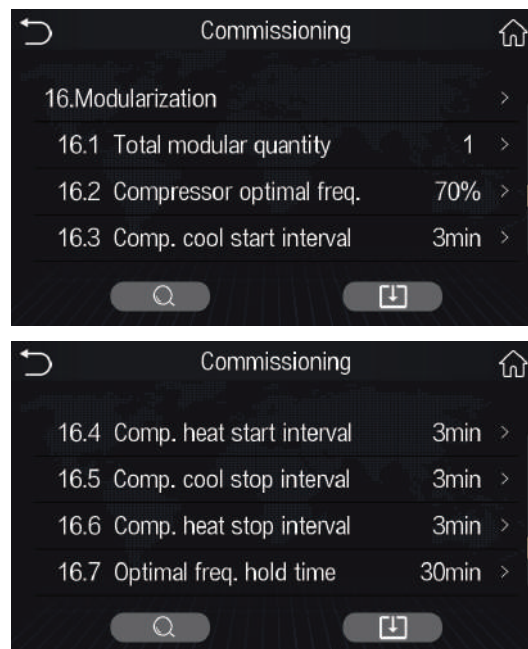 Commissioning
16.Modularization
16.1 Total modular quantity 1
16.2 Compressor optimal freq. 70%
16.3 Comp. cool start interval 3min
Commissioning
16.4 Comp. heat start interval 3min
16.5 Comp. cool stop interval 3min
16.6 Comp. heat stop interval 3min
16.7 Optimal freq. hold time 30min